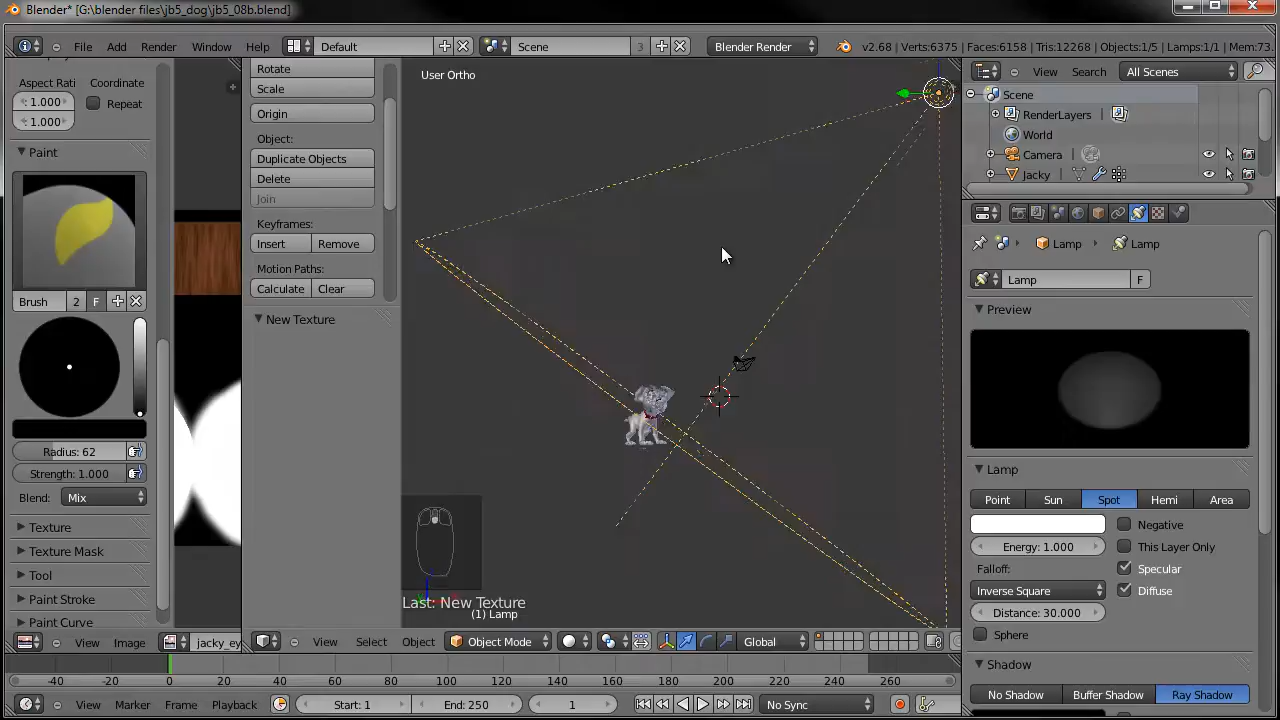 Blender* [G:\blender files\jb5_dog\jb5_08b.blend]
File Add Render Window Help Default Scene 3 Blender Render v2.68 | Verts:6375 | Faces:6158 | Tris:12268 | Objects:1/5 | Lamps:1/1 | Mem:73.
Aspect Rati Coordinate
1.000 Repeat
1.000
Paint
Brush 2 F
Radius: 62
Strength: 1.000
Blend: Mix
Texture
Texture Mask
Tool
Paint Stroke
Paint Curve
View Image jacky_ey
Rotate
Scale
Origin
Object:
Duplicate Objects
Delete
Join
Keyframes:
Insert Remove
Motion Paths:
Calculate Clear
New Texture
User Ortho
Last: New Texture
(1) Lamp
View Select Object Object Mode Global
View Search All Scenes
Scene
RenderLayers
World
Camera
Jacky
Lamp Lamp
Lamp F
Preview
Lamp
Point Sun Spot Hemi Area
Negative
Energy: 1.000 This Layer Only
Falloff: Specular
Inverse Square Diffuse
Distance: 30.000
Sphere
Shadow
No Shadow Buffer Shadow Ray Shadow
-40 -20 0 20 40 60 80 100 120 140 160 180 200 220 240 260
View Marker Frame Playback Start: 1 End: 250 1 No Sync